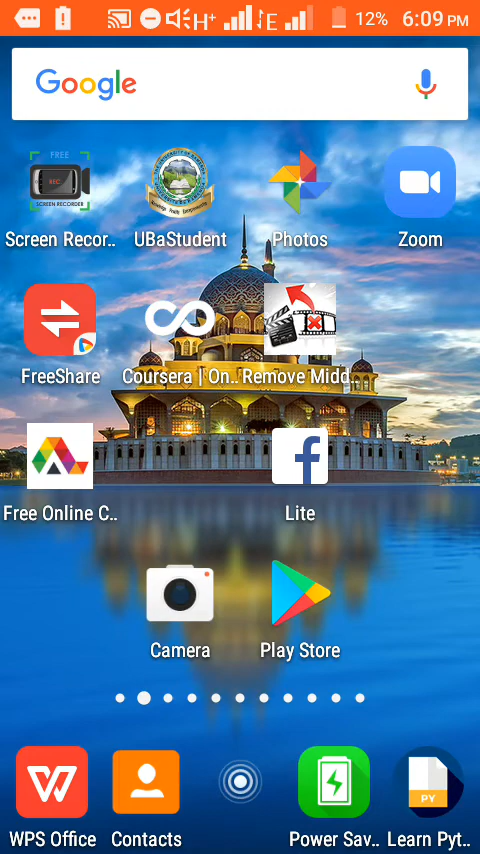 H+ E 12% 6:09 PM
Google
FREE
REC
SCREEN RECORDER
Screen Recor.. UBaStudent Photos Zoom
FreeShare Coursera | On.. Remove Midd
Free Online C.. Lite
Camera Play Store
PY
WPS Office Contacts Power Sav.. Learn Pyt..